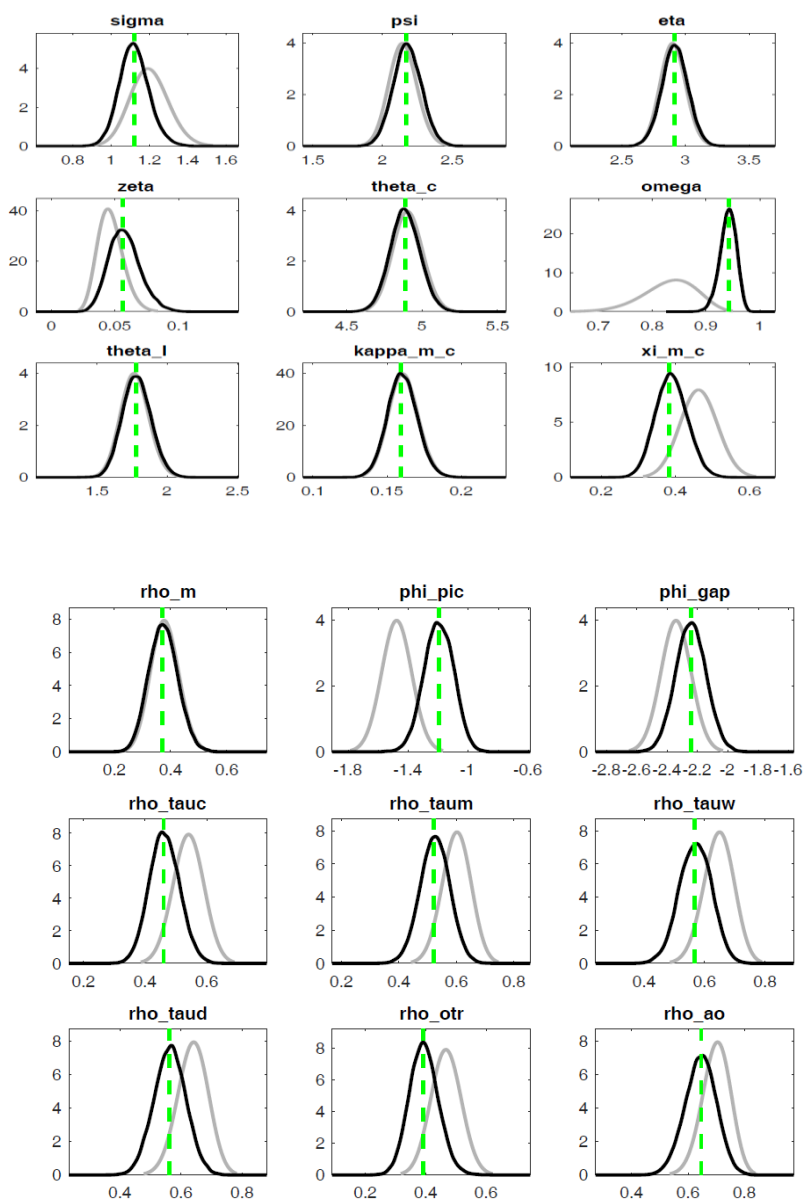 sigma psi eta
4 2 0 4 2 0 4 2 0
0.8 1 1.2 1.4 1.6 1.5 2 2.5 2.5 3 3.5
zeta theta_c omega
40 20 0 4 2 0 20 10 0
0 0.05 0.1 4.5 5 5.5 0.7 0.8 0.9 1
theta_l kappa_m_c xi_m_c
4 2 0 40 20 0 10 5 0
1.5 2 2.5 0.1 0.15 0.2 0.2 0.4 0.6
rho_m phi_pic phi_gap
8 6 4 2 0 4 2 0 4 2 0
0.2 0.4 0.6 -1.8 -1.4 -1 -0.6 -2.8-2.6-2.4-2.2 -2 -1.8-1.6
rho_tauc rho_taum rho_tauw
8 6 4 2 0 8 6 4 2 0 8 6 4 2 0
0.2 0.4 0.6 0.2 0.4 0.6 0.8 0.4 0.6 0.8
rho_taud rho_otr rho_ao
8 6 4 2 0 8 6 4 2 0 8 6 4 2 0
0.4 0.6 0.8 0.2 0.4 0.6 0.4 0.6 0.8